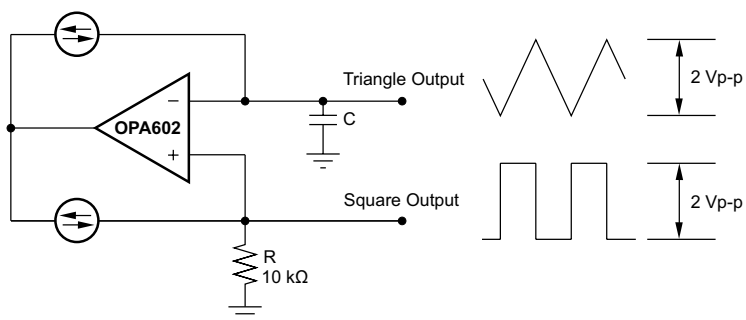 Triangle Output
2 Vp-p
C
OPA602
−
+
Square Output
2 Vp-p
R
10 kΩ